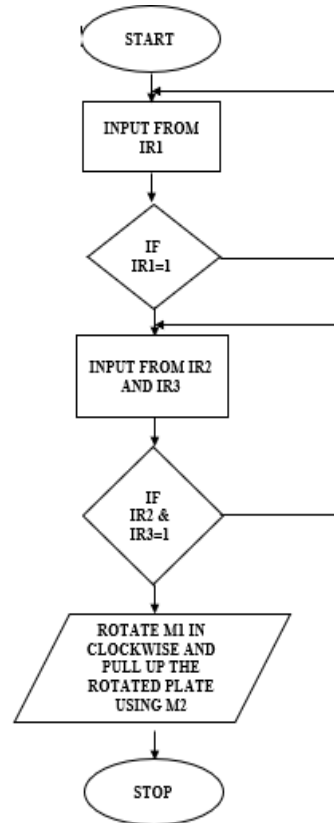 START
INPUT FROM
IR1
IF
IR1=1
INPUT FROM IR2
AND IR3
IF
IR2 &
IR3=1
ROTATE M1 IN
CLOCKWISE AND
PULL UP THE
ROTATED PLATE
USING M2
STOP